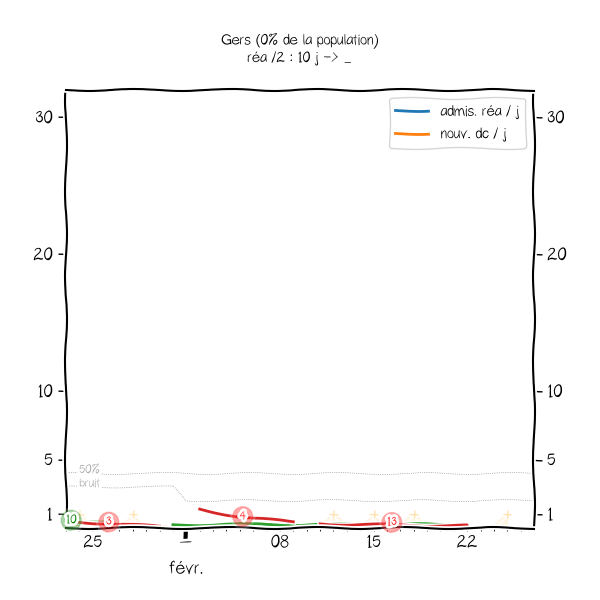 Gers (0% de la population)
réa /2 : 10 j -> _
admis. réa / j
nouv. dc / j
30 30
20 20
10 10
5 5
50%
bruit
1 1
10 3 4 13
25 1 08 15 22
févr.